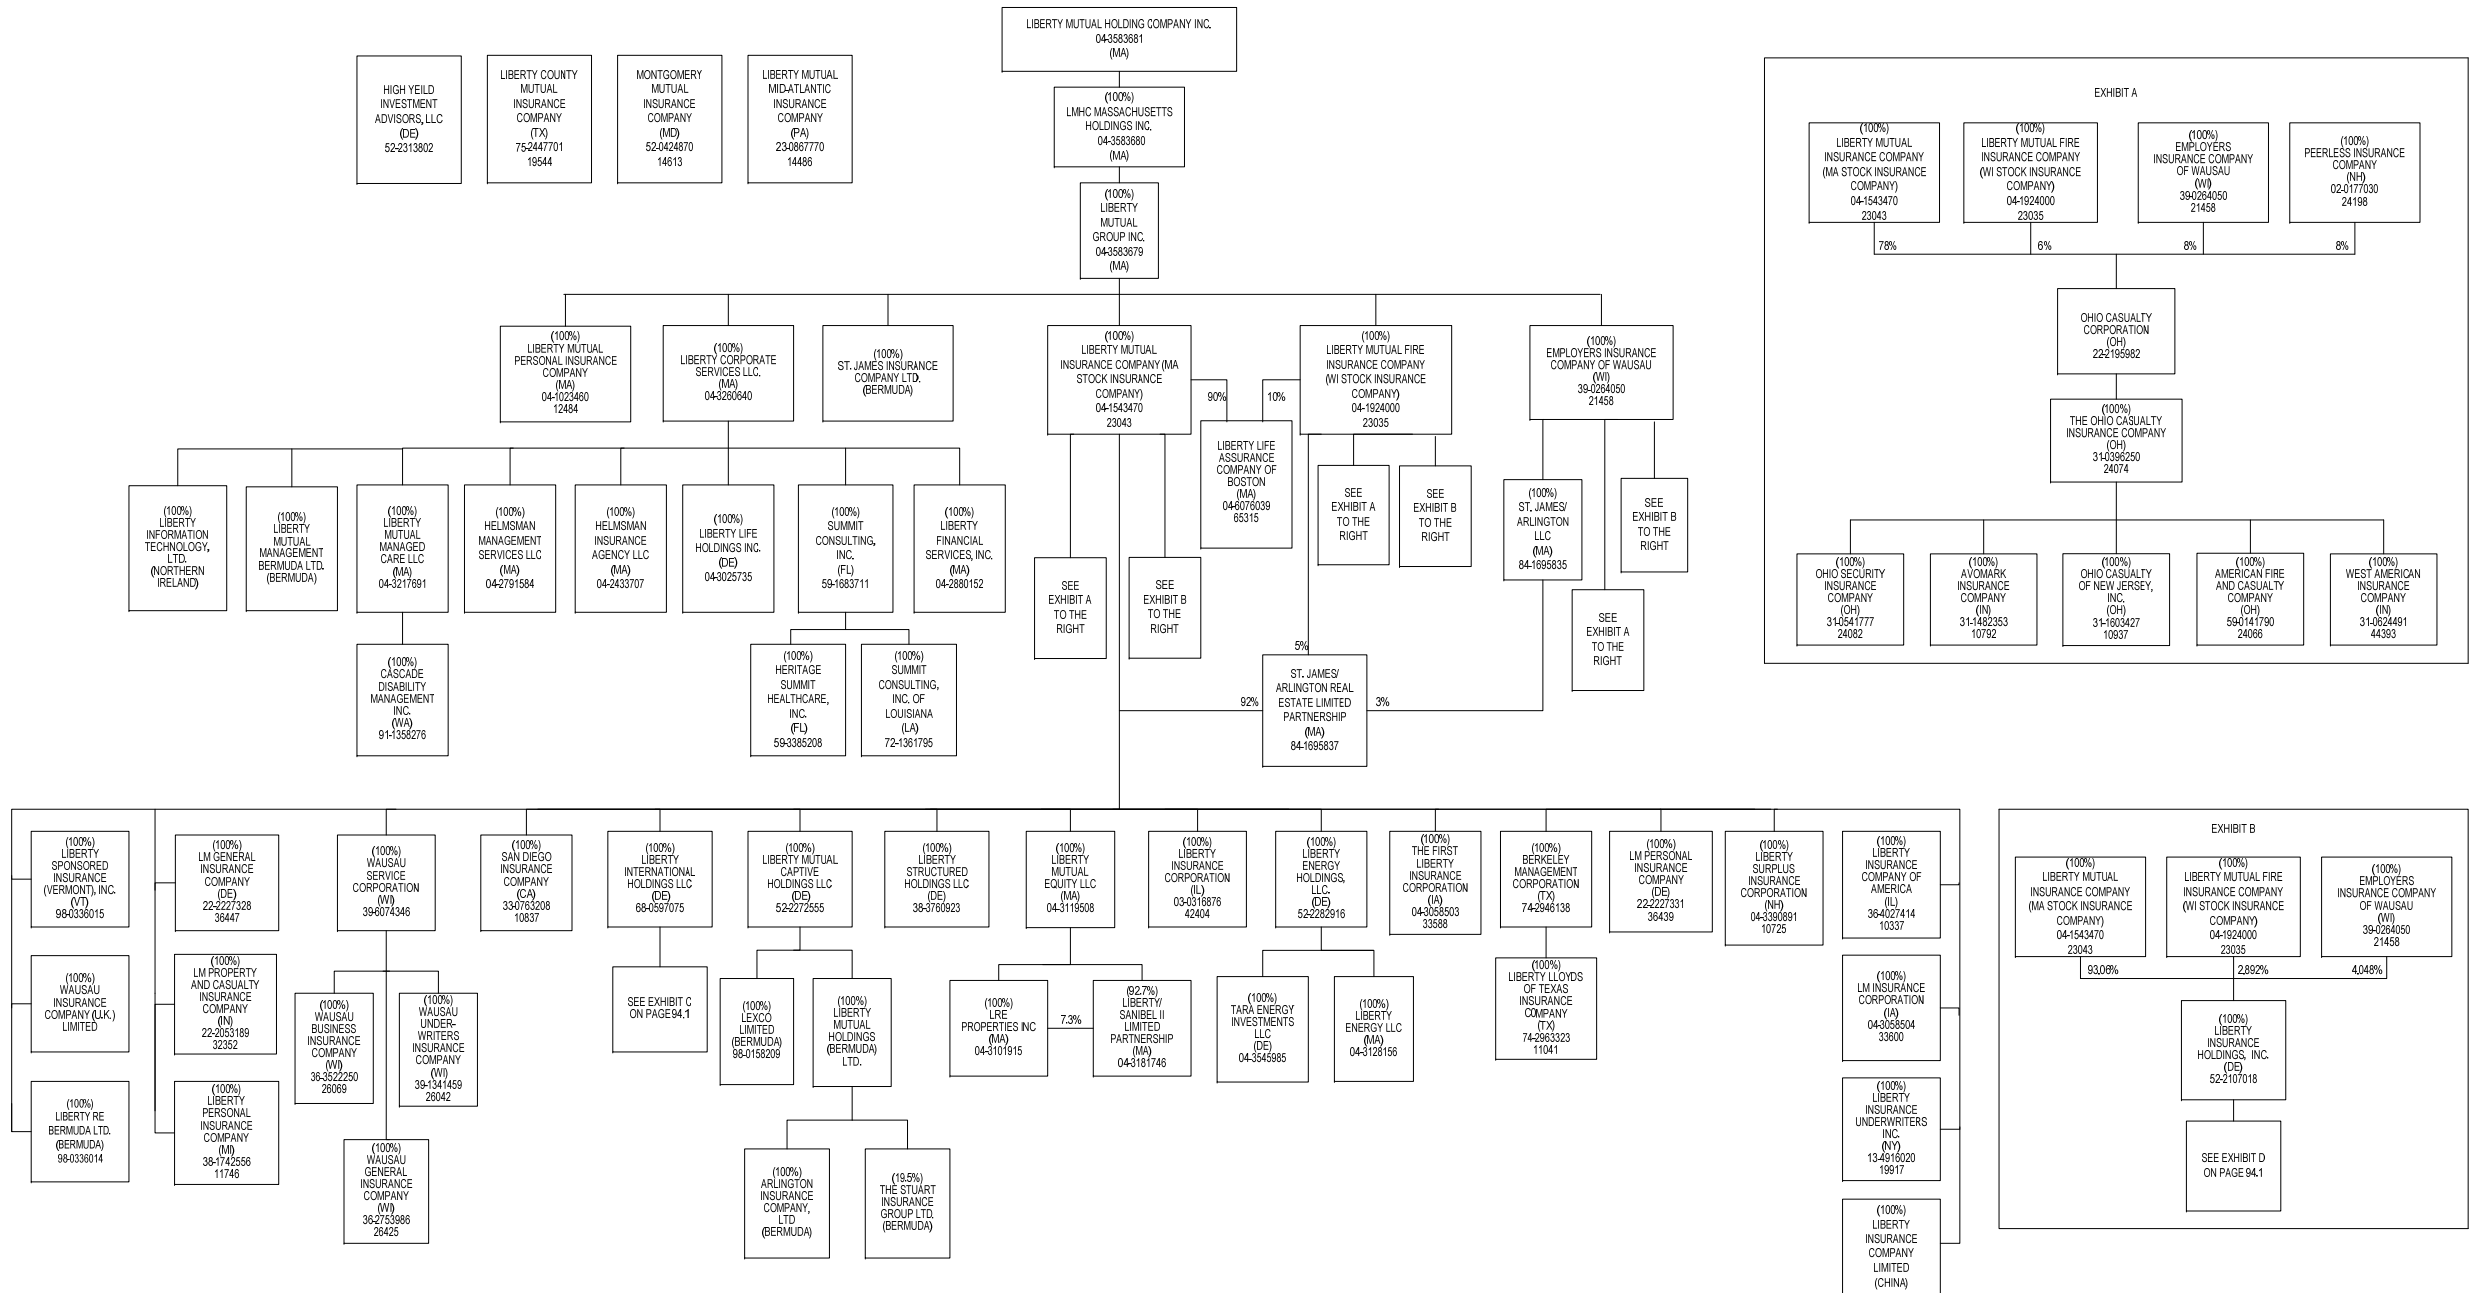 LIBERTY MUTUAL HOLDING COMPANY INC.
04-3583681
(MA)
HIGH YEILD
INVESTMENT
ADVISORS, LLC
(DE)
52-2313802
LIBERTY COUNTY
MUTUAL
INSURANCE
COMPANY
(TX)
75-2447701
19544
MONTGOMERY
MUTUAL
INSURANCE
COMPANY
(MD)
52-0424870
14613
LIBERTY MUTUAL
MID-ATLANTIC
INSURANCE
COMPANY
(PA)
23-0867770
14486
(100%)
LMHC MASSACHUSETTS
HOLDINGS INC.
04-3583680
(MA)
(100%)
LIBERTY
MUTUAL
GROUP INC.
04-3583679
(MA)
(100%)
LIBERTY MUTUAL
PERSONAL INSURANCE
COMPANY
(MA)
04-1023460
12484
(100%)
LIBERTY CORPORATE
SERVICES LLC.
(MA)
04-3260640
(100%)
ST. JAMES INSURANCE
COMPANY LTD.
(BERMUDA)
(100%)
LIBERTY MUTUAL
INSURANCE COMPANY (MA
STOCK INSURANCE
COMPANY)
04-1543470
23043
(100%)
LIBERTY MUTUAL FIRE
INSURANCE COMPANY
(WI STOCK INSURANCE
COMPANY)
04-1924000
23035
(100%)
EMPLOYERS INSURANCE
COMPANY OF WAUSAU
(WI)
39-0264050
21458
90%
10%
LIBERTY LIFE
ASSURANCE
COMPANY OF
BOSTON
(MA)
04-6076039
65315
(100%)
LIBERTY
INFORMATION
TECHNOLOGY,
LTD.
(NORTHERN
IRELAND)
(100%)
LIBERTY
MUTUAL
MANAGEMENT
BERMUDA LTD.
(BERMUDA)
(100%)
LIBERTY
MUTUAL
MANAGED
CARE LLC
(MA)
04-3217691
(100%)
HELMSMAN
MANAGEMENT
SERVICES LLC
(MA)
04-2791584
(100%)
HELMSMAN
INSURANCE
AGENCY LLC
(MA)
04-2433707
(100%)
LIBERTY LIFE
HOLDINGS INC.
(DE)
04-3025735
(100%)
SUMMIT
CONSULTING,
INC.
(FL)
59-1683711
(100%)
LIBERTY
FINANCIAL
SERVICES, INC.
(MA)
04-2880152
SEE
EXHIBIT A
TO THE
RIGHT
SEE
EXHIBIT B
TO THE
RIGHT
SEE
EXHIBIT A
TO THE
RIGHT
SEE
EXHIBIT B
TO THE
RIGHT
(100%)
ST. JAMES/
ARLINGTON
LLC
(MA)
84-1695835
SEE
EXHIBIT B
TO THE
RIGHT
SEE
EXHIBIT A
TO THE
RIGHT
(100%)
CASCADE
DISABILITY
MANAGEMENT
INC.
(WA)
91-1358276
(100%)
HERITAGE
SUMMIT
HEALTHCARE,
INC.
(FL)
59-3385208
(100%)
SUMMIT
CONSULTING,
INC. OF
LOUISIANA
(LA)
72-1361795
5%
92%
3%
ST. JAMES/
ARLINGTON REAL
ESTATE LIMITED
PARTNERSHIP
(MA)
84-1695837
EXHIBIT A
(100%)
LIBERTY MUTUAL
INSURANCE COMPANY
(MA STOCK INSURANCE
COMPANY)
04-1543470
23043
(100%)
LIBERTY MUTUAL FIRE
INSURANCE COMPANY
(WI STOCK INSURANCE
COMPANY)
04-1924000
23035
(100%)
EMPLOYERS
INSURANCE COMPANY
OF WAUSAU
(WI)
39-0264050
21458
(100%)
PEERLESS INSURANCE
COMPANY
(NH)
02-0177030
24198
78%
6%
8%
8%
OHIO CASUALTY
CORPORATION
(OH)
22-2195982
(100%)
THE OHIO CASUALTY
INSURANCE COMPANY
(OH)
31-0396250
24074
(100%)
OHIO SECURITY
INSURANCE
COMPANY
(OH)
31-0541777
24082
(100%)
AVOMARK
INSURANCE
COMPANY
(IN)
31-1482353
10792
(100%)
OHIO CASUALTY
OF NEW JERSEY,
INC.
(OH)
31-1603427
10937
(100%)
AMERICAN FIRE
AND CASUALTY
COMPANY
(OH)
59-0141790
24066
(100%)
WEST AMERICAN
INSURANCE
COMPANY
(IN)
31-0624491
44393
(100%)
LIBERTY
SPONSORED
INSURANCE
(VERMONT), INC.
(VT)
98-0336015
(100%)
WAUSAU
INSURANCE
COMPANY (U.K.)
LIMITED
(100%)
LIBERTY RE
BERMUDA LTD.
(BERMUDA)
98-0336014
(100%)
LM GENERAL
INSURANCE
COMPANY
(DE)
22-2227328
36447
(100%)
LM PROPERTY
AND CASUALTY
INSURANCE
COMPANY
(IN)
22-2053189
32352
(100%)
LIBERTY
PERSONAL
INSURANCE
COMPANY
(MI)
38-1742556
11746
(100%)
WAUSAU
SERVICE
CORPORATION
(WI)
39-6074346
(100%)
WAUSAU
BUSINESS
INSURANCE
COMPANY
(WI)
36-3522250
26069
(100%)
WAUSAU
UNDER-
WRITERS
INSURANCE
COMPANY
(WI)
39-1341459
26042
(100%)
WAUSAU
GENERAL
INSURANCE
COMPANY
(WI)
36-2753986
26425
(100%)
SAN DIEGO
INSURANCE
COMPANY
(CA)
33-0763208
10837
(100%)
LIBERTY
INTERNATIONAL
HOLDINGS LLC
(DE)
68-0597075
SEE EXHIBIT C
ON PAGE 94.1
(100%)
LIBERTY MUTUAL
CAPTIVE
HOLDINGS LLC
(DE)
52-2272555
(100%)
LEXCO
LIMITED
(BERMUDA)
98-0158209
(100%)
LIBERTY
MUTUAL
HOLDINGS
(BERMUDA)
LTD.
(100%)
ARLINGTON
INSURANCE
COMPANY,
LTD
(BERMUDA)
(19.5%)
THE STUART
INSURANCE
GROUP LTD.
(BERMUDA)
(100%)
LIBERTY
STRUCTURED
HOLDINGS LLC
(DE)
38-3760923
(100%)
LIBERTY
MUTUAL
EQUITY LLC
(MA)
04-3119508
(100%)
LRE
PROPERTIES INC
(MA)
04-3101915
7.3%
(92.7%)
LIBERTY/
SANIBEL II
LIMITED
PARTNERSHIP
(MA)
04-3181746
(100%)
LIBERTY
INSURANCE
CORPORATION
(IL)
03-0316876
42404
(100%)
LIBERTY
ENERGY
HOLDINGS,
LLC.
(DE)
52-2282916
(100%)
TARA ENERGY
INVESTMENTS
LLC
(DE)
04-3545985
(100%)
LIBERTY
ENERGY LLC
(MA)
04-3128156
(100%)
THE FIRST
LIBERTY
INSURANCE
CORPORATION
(IA)
04-3058503
33588
(100%)
BERKELEY
MANAGEMENT
CORPORATION
(TX)
74-2946138
(100%)
LIBERTY LLOYDS
OF TEXAS
INSURANCE
COMPANY
(TX)
74-2963323
11041
(100%)
LM PERSONAL
INSURANCE
COMPANY
(DE)
22-2227331
36439
(100%)
LIBERTY
SURPLUS
INSURANCE
CORPORATION
(NH)
04-3390891
10725
(100%)
LIBERTY
INSURANCE
COMPANY OF
AMERICA
(IL)
36-4027414
10337
(100%)
LM INSURANCE
CORPORATION
(IA)
04-3058504
33600
(100%)
LIBERTY
INSURANCE
UNDERWRITERS
INC.
(NY)
13-4916020
19917
(100%)
LIBERTY
INSURANCE
COMPANY
LIMITED
(CHINA)
EXHIBIT B
(100%)
LIBERTY MUTUAL
INSURANCE COMPANY
(MA STOCK INSURANCE
COMPANY)
04-1543470
23043
(100%)
LIBERTY MUTUAL FIRE
INSURANCE COMPANY
(WI STOCK INSURANCE
COMPANY)
04-1924000
23035
(100%)
EMPLOYERS
INSURANCE COMPANY
OF WAUSAU
(WI)
39-0264050
21458
93.06%
2.892%
4.048%
(100%)
LIBERTY
INSURANCE
HOLDINGS, INC.
(DE)
52-2107018
SEE EXHIBIT D
ON PAGE 94.1